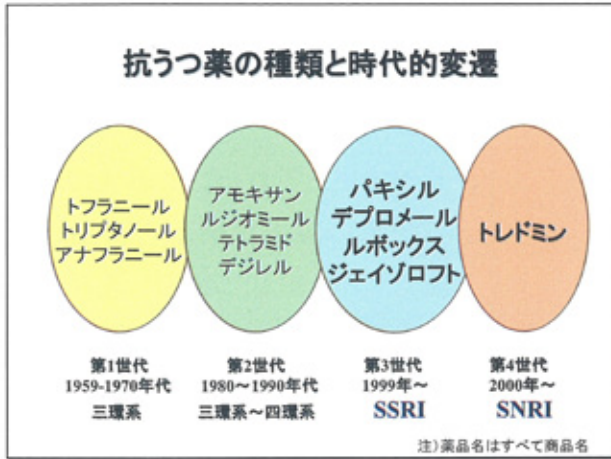 抗うつ薬の種類と時代的変遷
トフラニール
トリプタノール
アナフラニール
アモキサン
ルジオミール
テトラミド
デジレル
パキシル
デプロメール
ルボックス
ジェイゾロフト
トレドミン
第1世代
1959-1970年代
三環系
第2世代
1980～1990年代
三環系～四環系
第3世代
1999年～
SSRI
第4世代
2000年～
SNRI
注)薬品名はすべて商品名